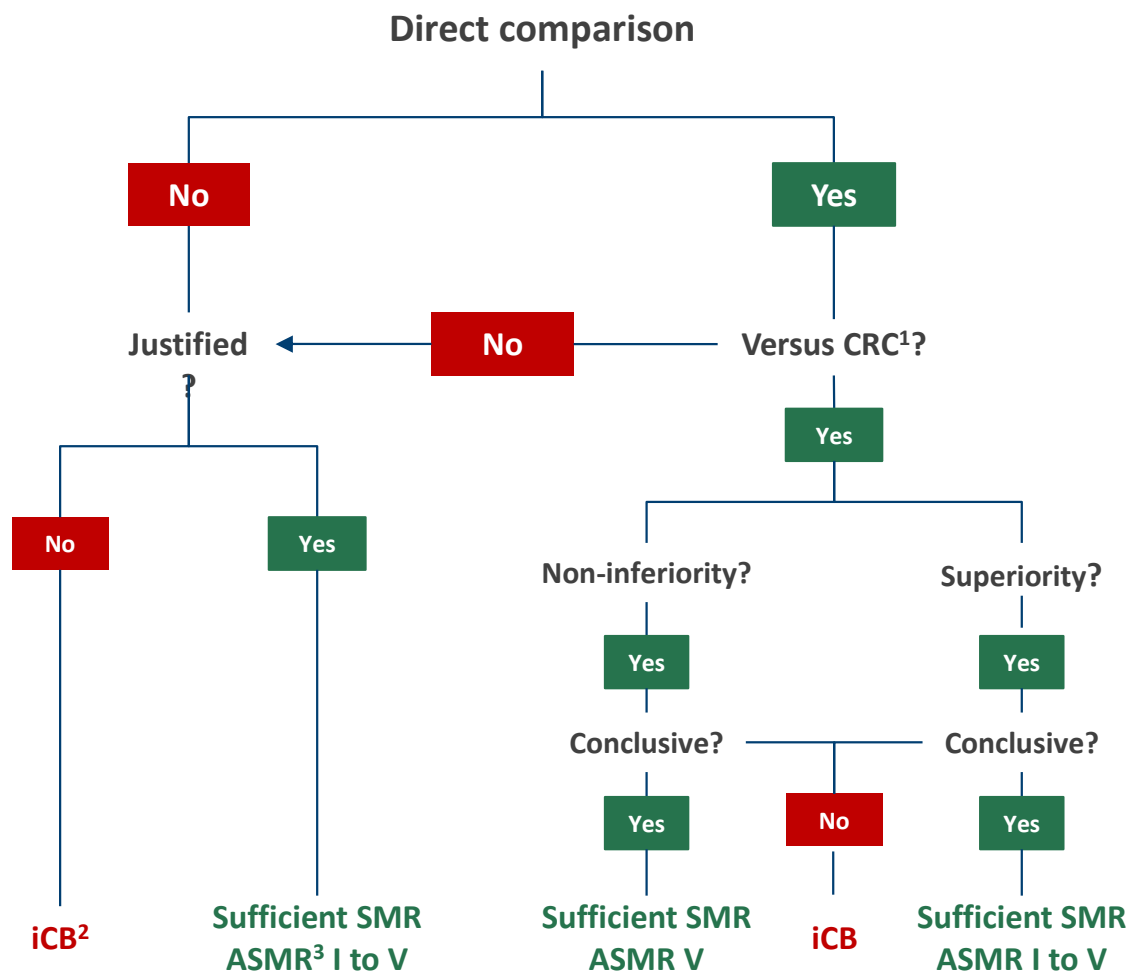 Direct comparison
No
Yes
Justified
?
No
Versus CRC¹?
Yes
No
Yes
Non-inferiority?
Superiority?
Yes
Yes
Conclusive?
Conclusive?
Yes
No
Yes
iCB²
Sufficient SMR
ASMR³ I to V
Sufficient SMR
ASMR V
iCB
Sufficient SMR
ASMR I to V